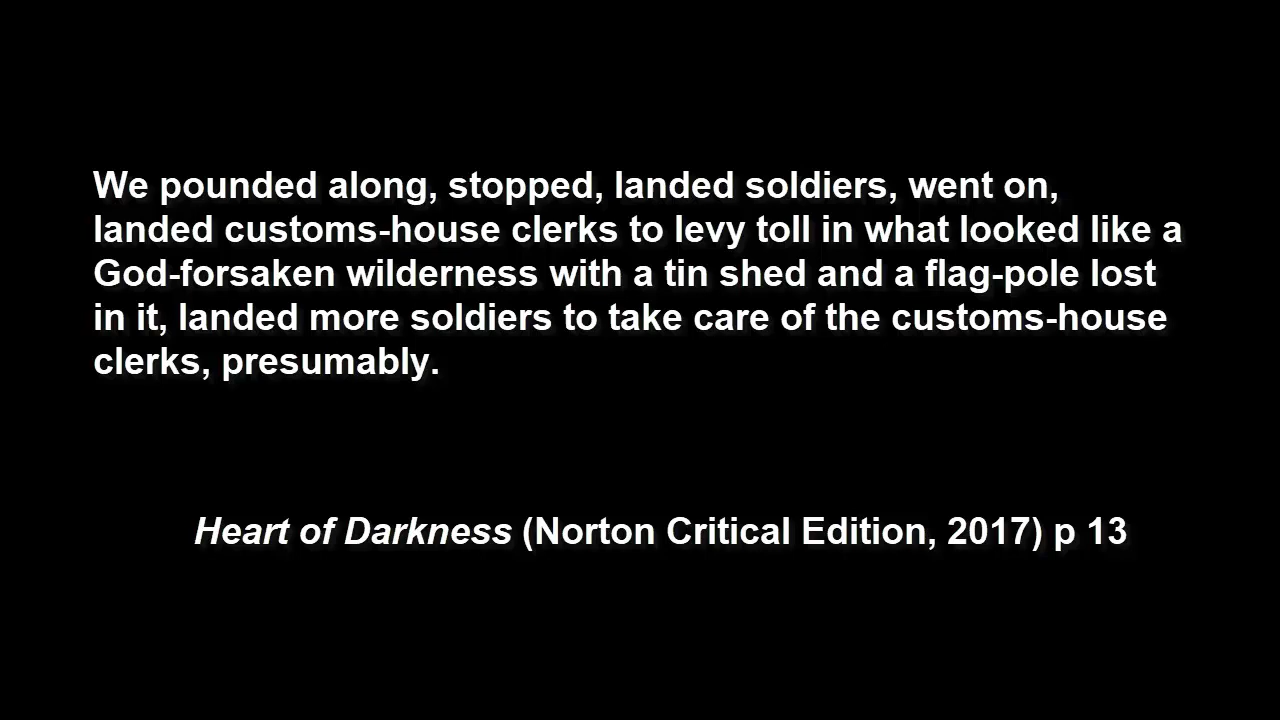 We pounded along, stopped, landed soldiers, went on,
landed customs-house clerks to levy toll in what looked like a
God-forsaken wilderness with a tin shed and a flag-pole lost
in it, landed more soldiers to take care of the customs-house
clerks, presumably.
Heart of Darkness (Norton Critical Edition, 2017) p 13